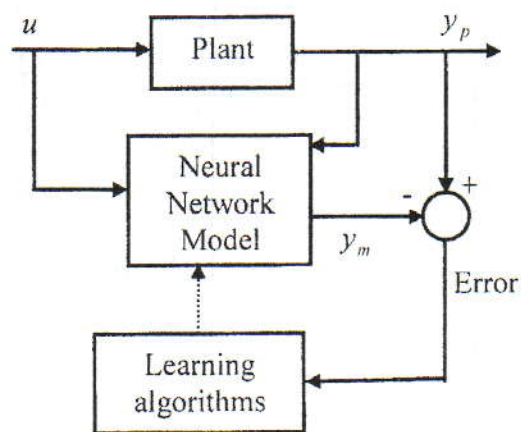 u
Plant
y_p
Neural
Network
Model
-
+
y_m
Error
Learning
algorithms